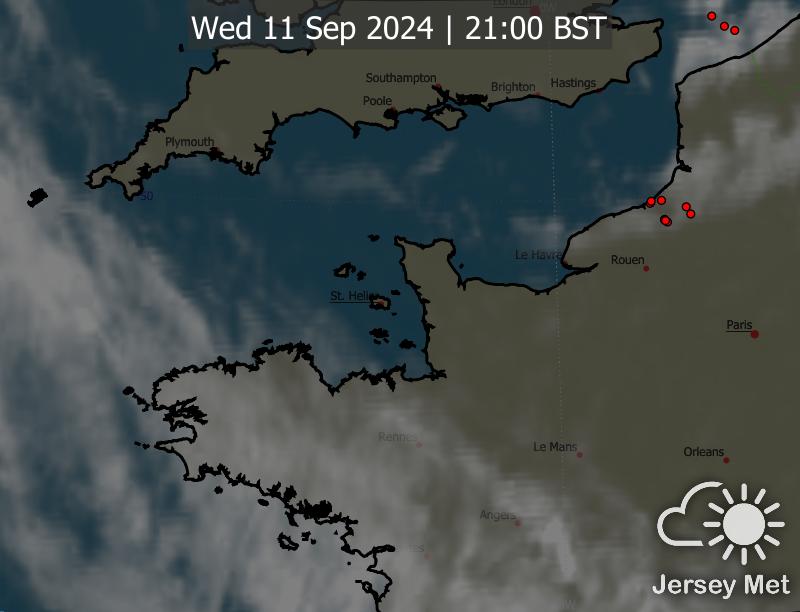 London
Wed 11 Sep 2024 | 21:00 BST
Southampton
Brighton
Hastings
Poole
Plymouth
50
Le Havre
Rouen
St. Helier
Paris
Rennes
Le Mans
Orleans
Angers
Jersey Met